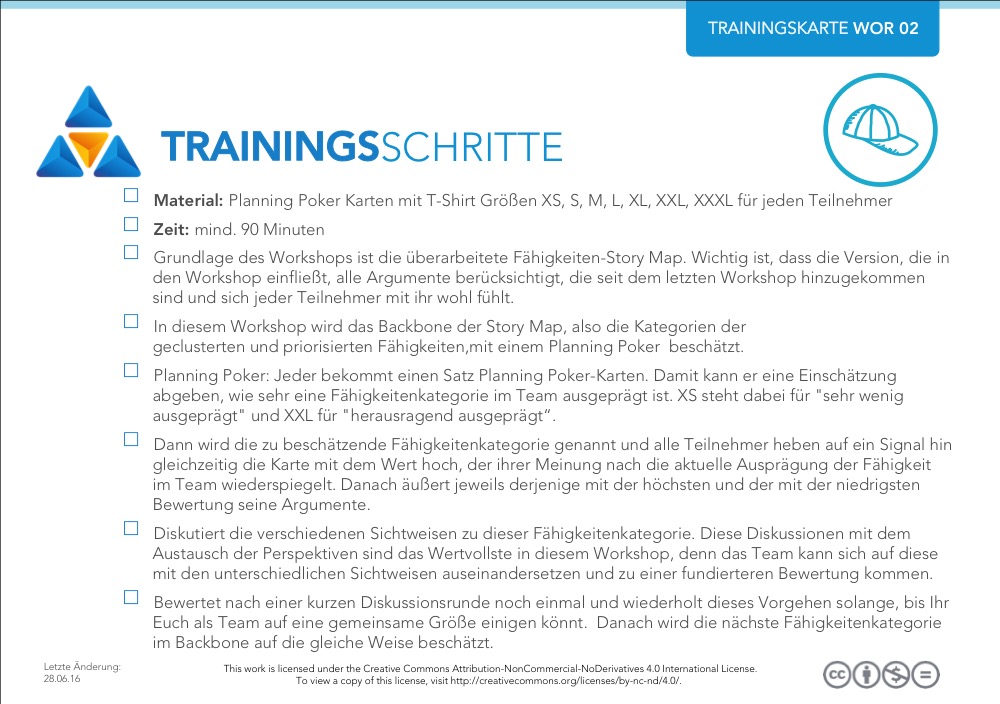 TRAININGSKARTE WOR 02
TRAININGSSCHRITTE
Material: Planning Poker Karten mit T-Shirt Größen XS, S, M, L, XL, XXL, XXXL für jeden Teilnehmer
Zeit: mind. 90 Minuten
Grundlage des Workshops ist die überarbeitete Fähigkeiten-Story Map. Wichtig ist, dass die Version, die in
den Workshop einfließt, alle Argumente berücksichtigt, die seit dem letzten Workshop hinzugekommen
sind und sich jeder Teilnehmer mit ihr wohl fühlt.
In diesem Workshop wird das Backbone der Story Map, also die Kategorien der
geclusterten und priorisierten Fähigkeiten,mit einem Planning Poker  beschätzt.
Planning Poker: Jeder bekommt einen Satz Planning Poker-Karten. Damit kann er eine Einschätzung
abgeben, wie sehr eine Fähigkeitenkategorie im Team ausgeprägt ist. XS steht dabei für "sehr wenig
ausgeprägt" und XXL für "herausragend ausgeprägt“.
Dann wird die zu beschätzende Fähigkeitenkategorie genannt und alle Teilnehmer heben auf ein Signal hin
gleichzeitig die Karte mit dem Wert hoch, der ihrer Meinung nach die aktuelle Ausprägung der Fähigkeit
im Team wiederspiegelt. Danach äußert jeweils derjenige mit der höchsten und der mit der niedrigsten
Bewertung seine Argumente.
Diskutiert die verschiedenen Sichtweisen zu dieser Fähigkeitenkategorie. Diese Diskussionen mit dem
Austausch der Perspektiven sind das Wertvollste in diesem Workshop, denn das Team kann sich auf diese
mit den unterschiedlichen Sichtweisen auseinandersetzen und zu einer fundierteren Bewertung kommen.
Bewertet nach einer kurzen Diskussionsrunde noch einmal und wiederholt dieses Vorgehen solange, bis Ihr
Euch als Team auf eine gemeinsame Größe einigen könnt.  Danach wird die nächste Fähigkeitenkategorie
im Backbone auf die gleiche Weise beschätzt.
Letzte Änderung:
28.06.16
This work is licensed under the Creative Commons Attribution-NonCommercial-NoDerivatives 4.0 International License.
To view a copy of this license, visit http://creativecommons.org/licenses/by-nc-nd/4.0/.
cc